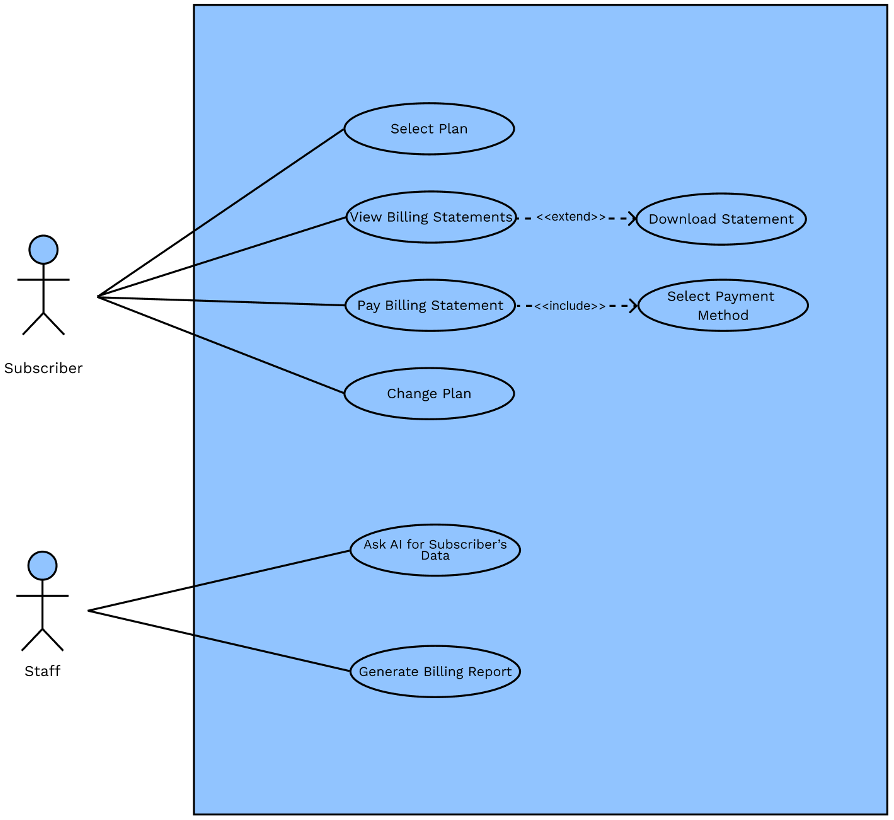 Select Plan
View Billing Statements
<<extend>>
Download Statement
Pay Billing Statement
<<include>>
Select Payment
Method
Subscriber
Change Plan
Ask AI for Subscriber's
Data
Staff
Generate Billing Report